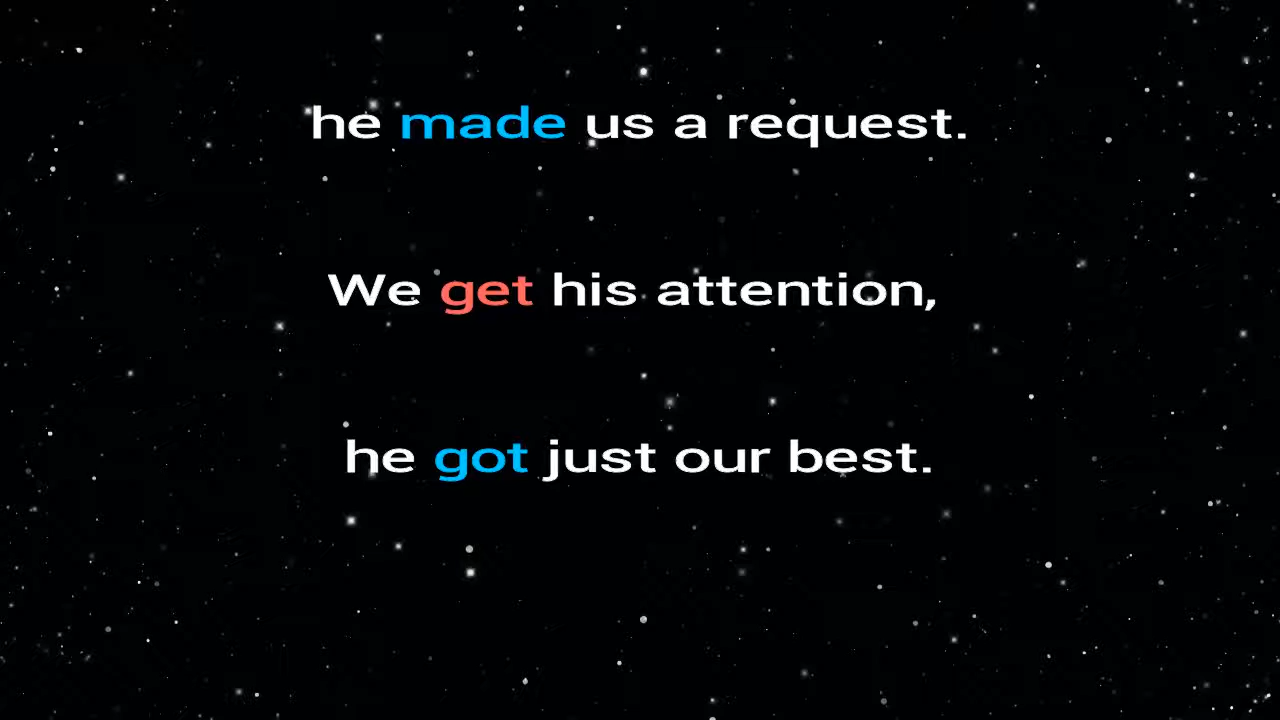 he made us a request.
We get his attention,
he got just our best.